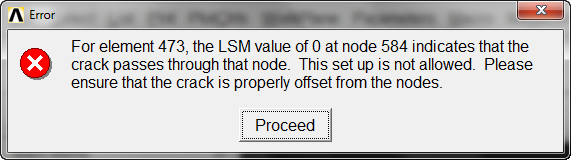 Error
For element 473, the LSM value of 0 at node 584 indicates that the
crack passes through that node.  This set up is not allowed.  Please
ensure that the crack is properly offset from the nodes.
Proceed